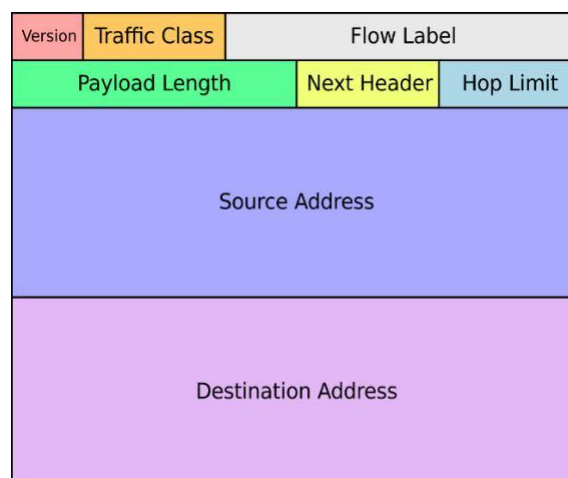 Version Traffic Class Flow Label
Payload Length Next Header Hop Limit
Source Address
Destination Address